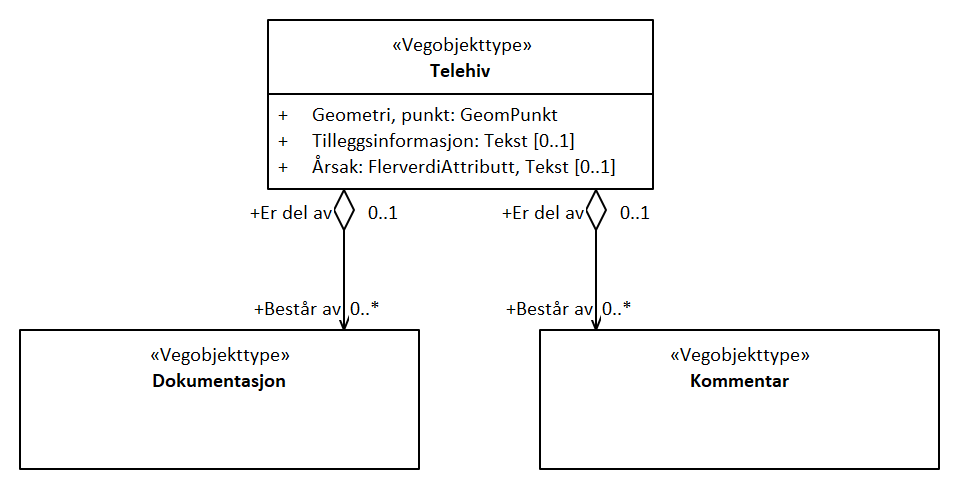 «Vegobjekttype»
Telehiv
+ Geometri, punkt: GeomPunkt
+ Tilleggsinformasjon: Tekst [0..1]
+ Årsak: FlerverdiAttributt, Tekst [0..1]
+Er del av 0..1
+Er del av 0..1
+Består av 0..*
+Består av 0..*
«Vegobjekttype»
Dokumentasjon
«Vegobjekttype»
Kommentar